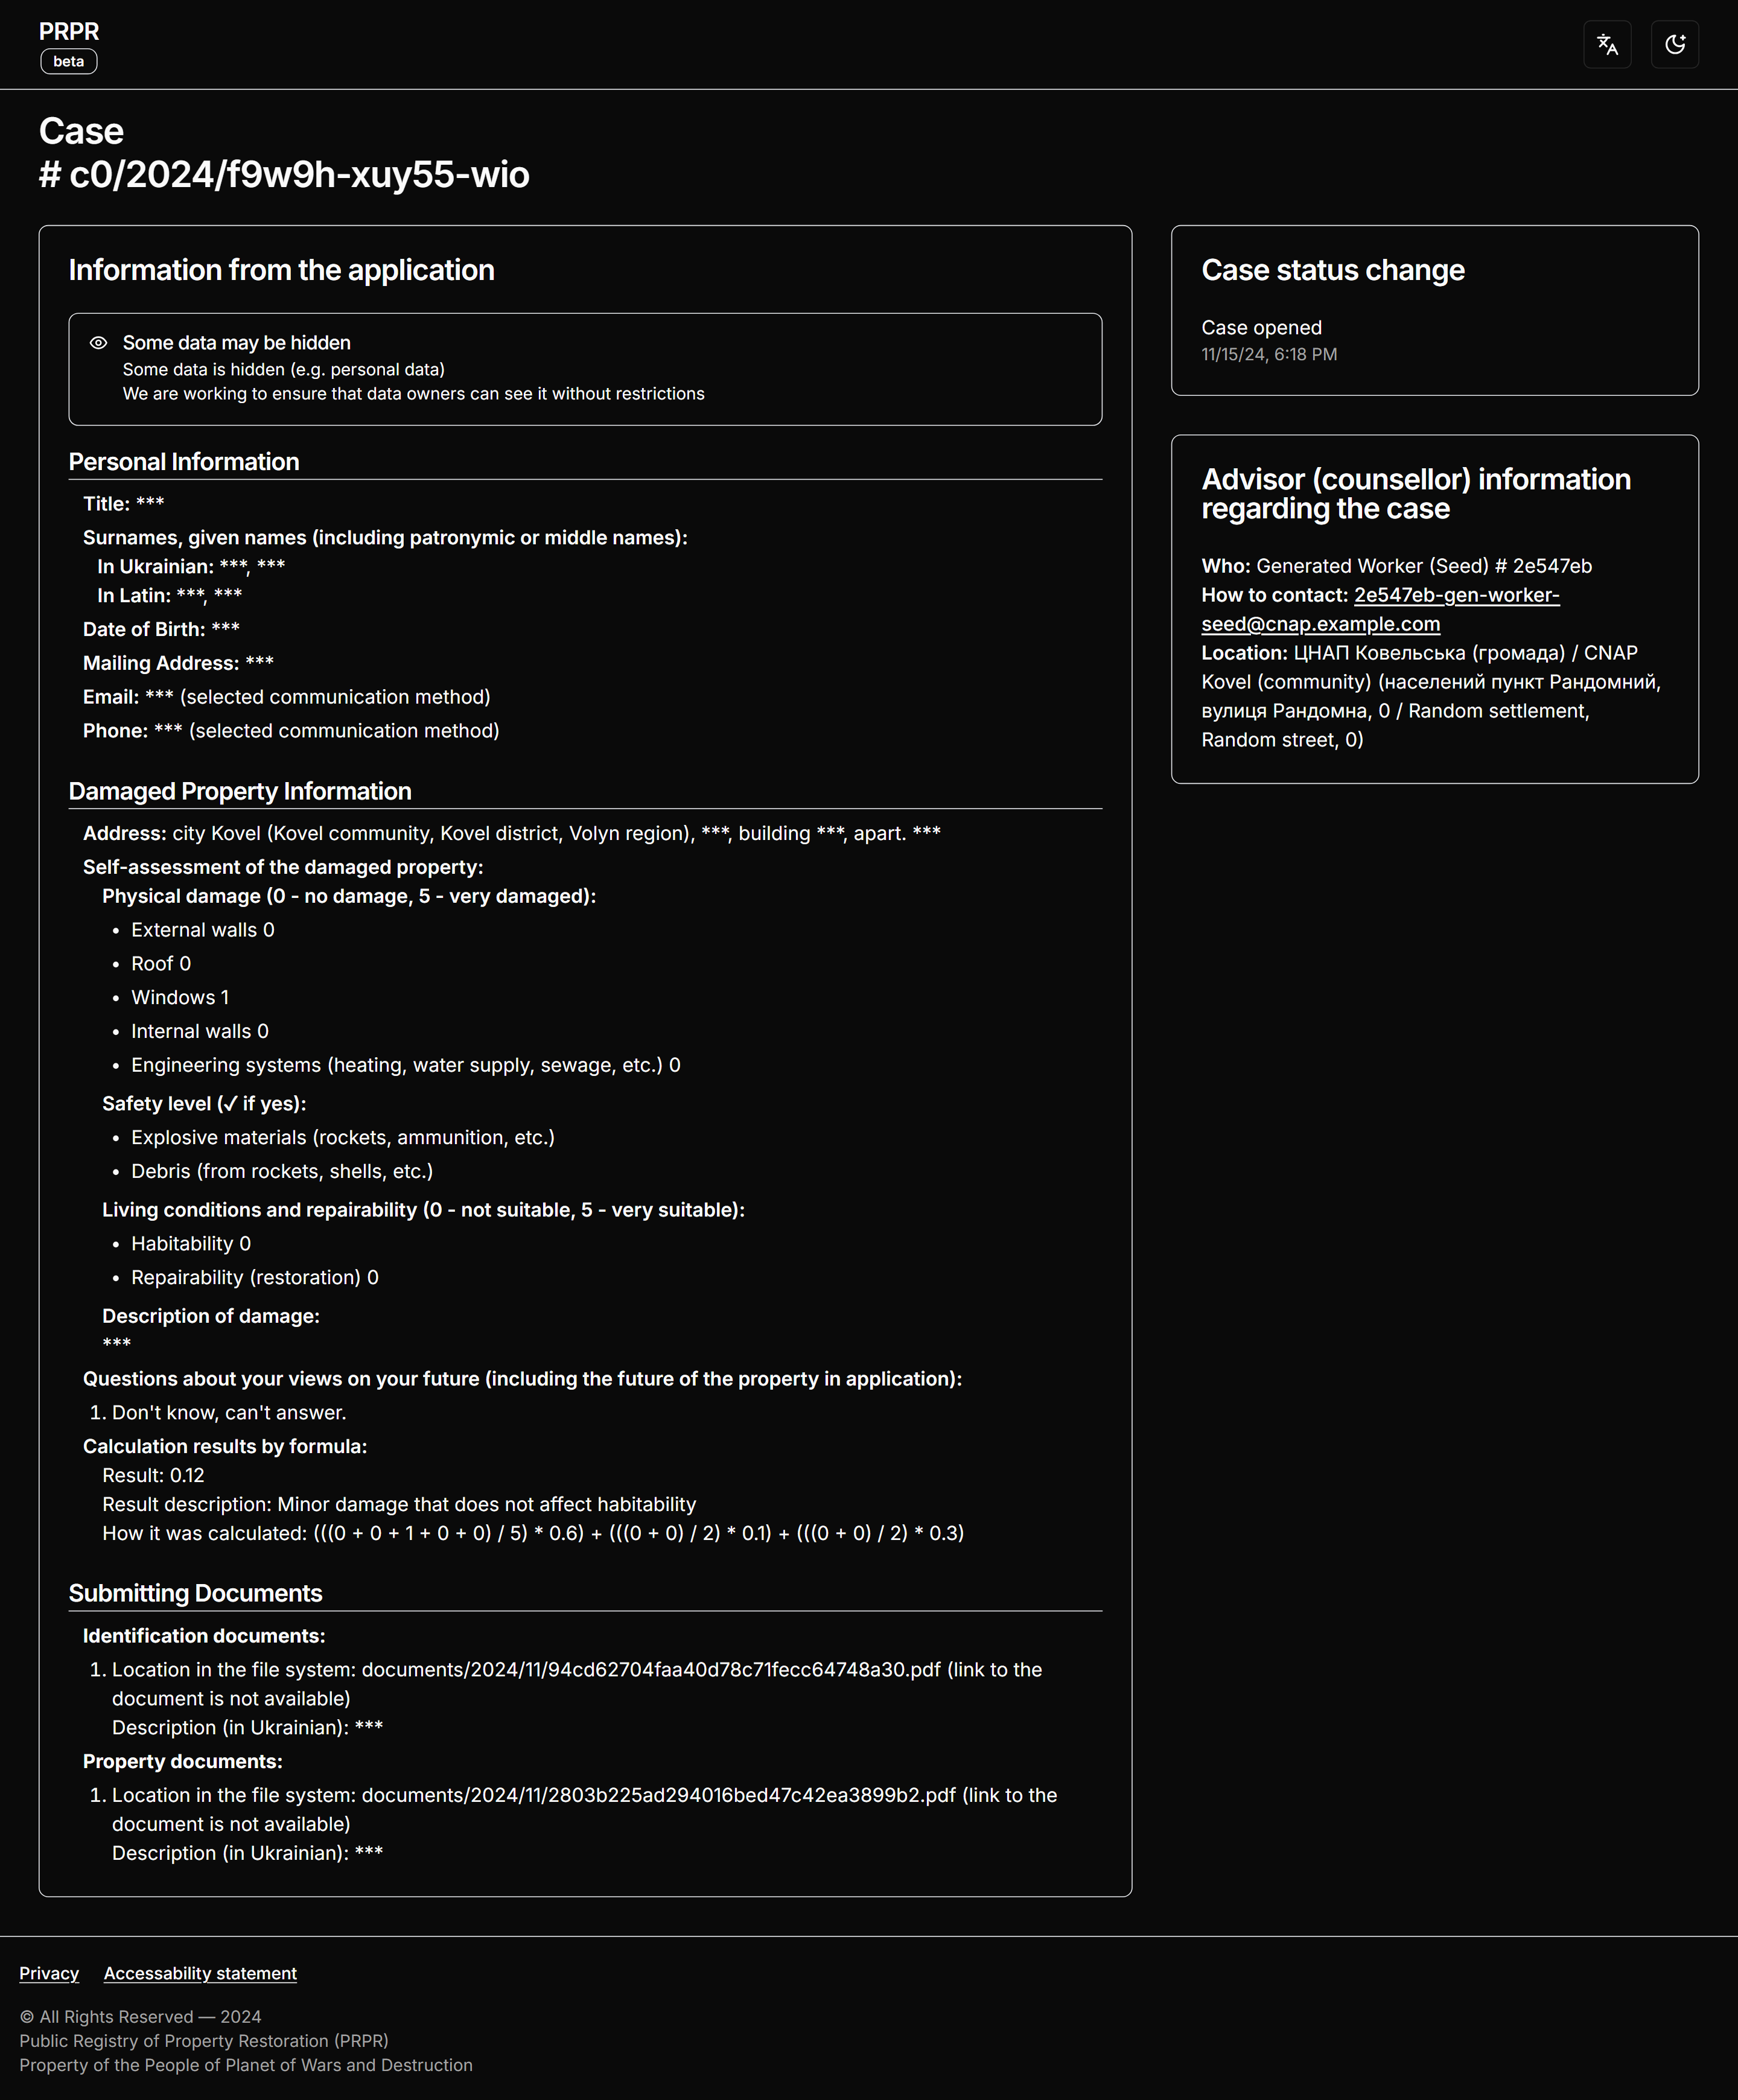 PRPR
beta
Case
# c0/2024/f9w9h-xuy55-wio
Information from the application
Some data may be hidden
Some data is hidden (e.g. personal data)
We are working to ensure that data owners can see it without restrictions
Personal Information
Title: ***
Surnames, given names (including patronymic or middle names):
In Ukrainian: ***, ***
In Latin: ***, ***
Date of Birth: ***
Mailing Address: ***
Email: *** (selected communication method)
Phone: *** (selected communication method)
Damaged Property Information
Address: city Kovel (Kovel community, Kovel district, Volyn region), ***, building ***, apart. ***
Self-assessment of the damaged property:
Physical damage (0 - no damage, 5 - very damaged):
• External walls 0
• Roof 0
• Windows 1
• Internal walls 0
• Engineering systems (heating, water supply, sewage, etc.) 0
Safety level (✓ if yes):
• Explosive materials (rockets, ammunition, etc.)
• Debris (from rockets, shells, etc.)
Living conditions and repairability (0 - not suitable, 5 - very suitable):
• Habitability 0
• Repairability (restoration) 0
Description of damage:
***
Questions about your views on your future (including the future of the property in application):
1. Don't know, can't answer.
Calculation results by formula:
Result: 0.12
Result description: Minor damage that does not affect habitability
How it was calculated: (((0 + 0 + 1 + 0 + 0) / 5) * 0.6) + (((0 + 0) / 2) * 0.1) + (((0 + 0) / 2) * 0.3)
Submitting Documents
Identification documents:
1. Location in the file system: documents/2024/11/94cd62704faa40d78c71fecc64748a30.pdf (link to the
document is not available)
Description (in Ukrainian): ***
Property documents:
1. Location in the file system: documents/2024/11/2803b225ad294016bed47c42ea3899b2.pdf (link to the
document is not available)
Description (in Ukrainian): ***
Case status change
Case opened
11/15/24, 6:18 PM
Advisor (counsellor) information
regarding the case
Who: Generated Worker (Seed) # 2e547eb
How to contact: 2e547eb-gen-worker-
seed@cnap.example.com
Location: ЦНАП Ковельська (громада) / CNAP
Kovel (community) (населений пункт Рандомний,
вулиця Рандомна, 0 / Random settlement,
Random street, 0)
Privacy Accessability statement
© All Rights Reserved — 2024
Public Registry of Property Restoration (PRPR)
Property of the People of Planet of Wars and Destruction